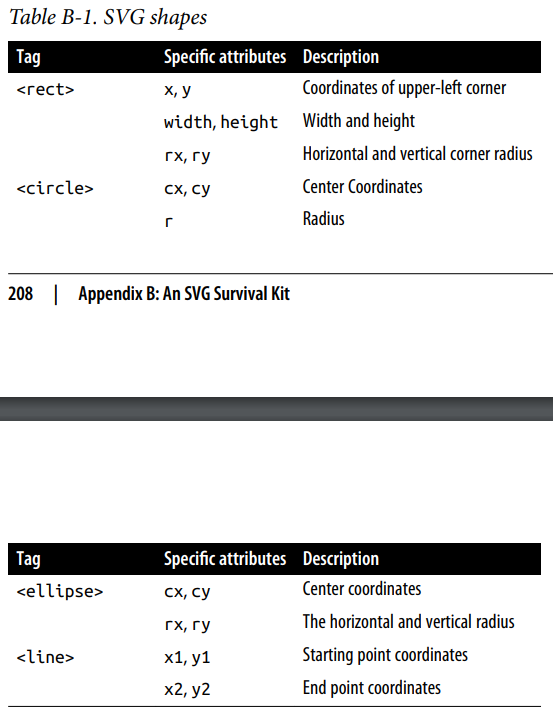 Table B-1. SVG shapes
Tag Specific attributes Description
<rect> x, y Coordinates of upper-left corner
width, height Width and height
rx, ry Horizontal and vertical corner radius
<circle> cx, cy Center Coordinates
r Radius
208 | Appendix B: An SVG Survival Kit
Tag Specific attributes Description
<ellipse> cx, cy Center coordinates
rx, ry The horizontal and vertical radius
<line> x1, y1 Starting point coordinates
x2, y2 End point coordinates